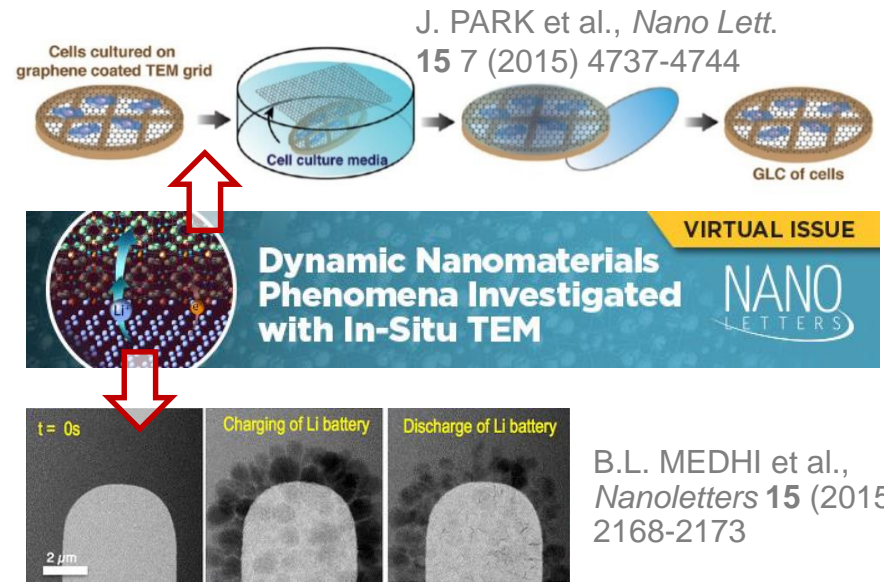 J. PARK et al., Nano Lett.
15 7 (2015) 4737-4744
Cells cultured on
graphene coated TEM grid
Cell culture media
GLC of cells
VIRTUAL ISSUE
Dynamic Nanomaterials
Phenomena Investigated
with In-Situ TEM
NANO
LETTERS
Li⁺
e⁻
t = 0s
Charging of Li battery
Discharge of Li battery
2 µm
B.L. MEDHI et al.,
Nanoletters 15 (2015
2168-2173